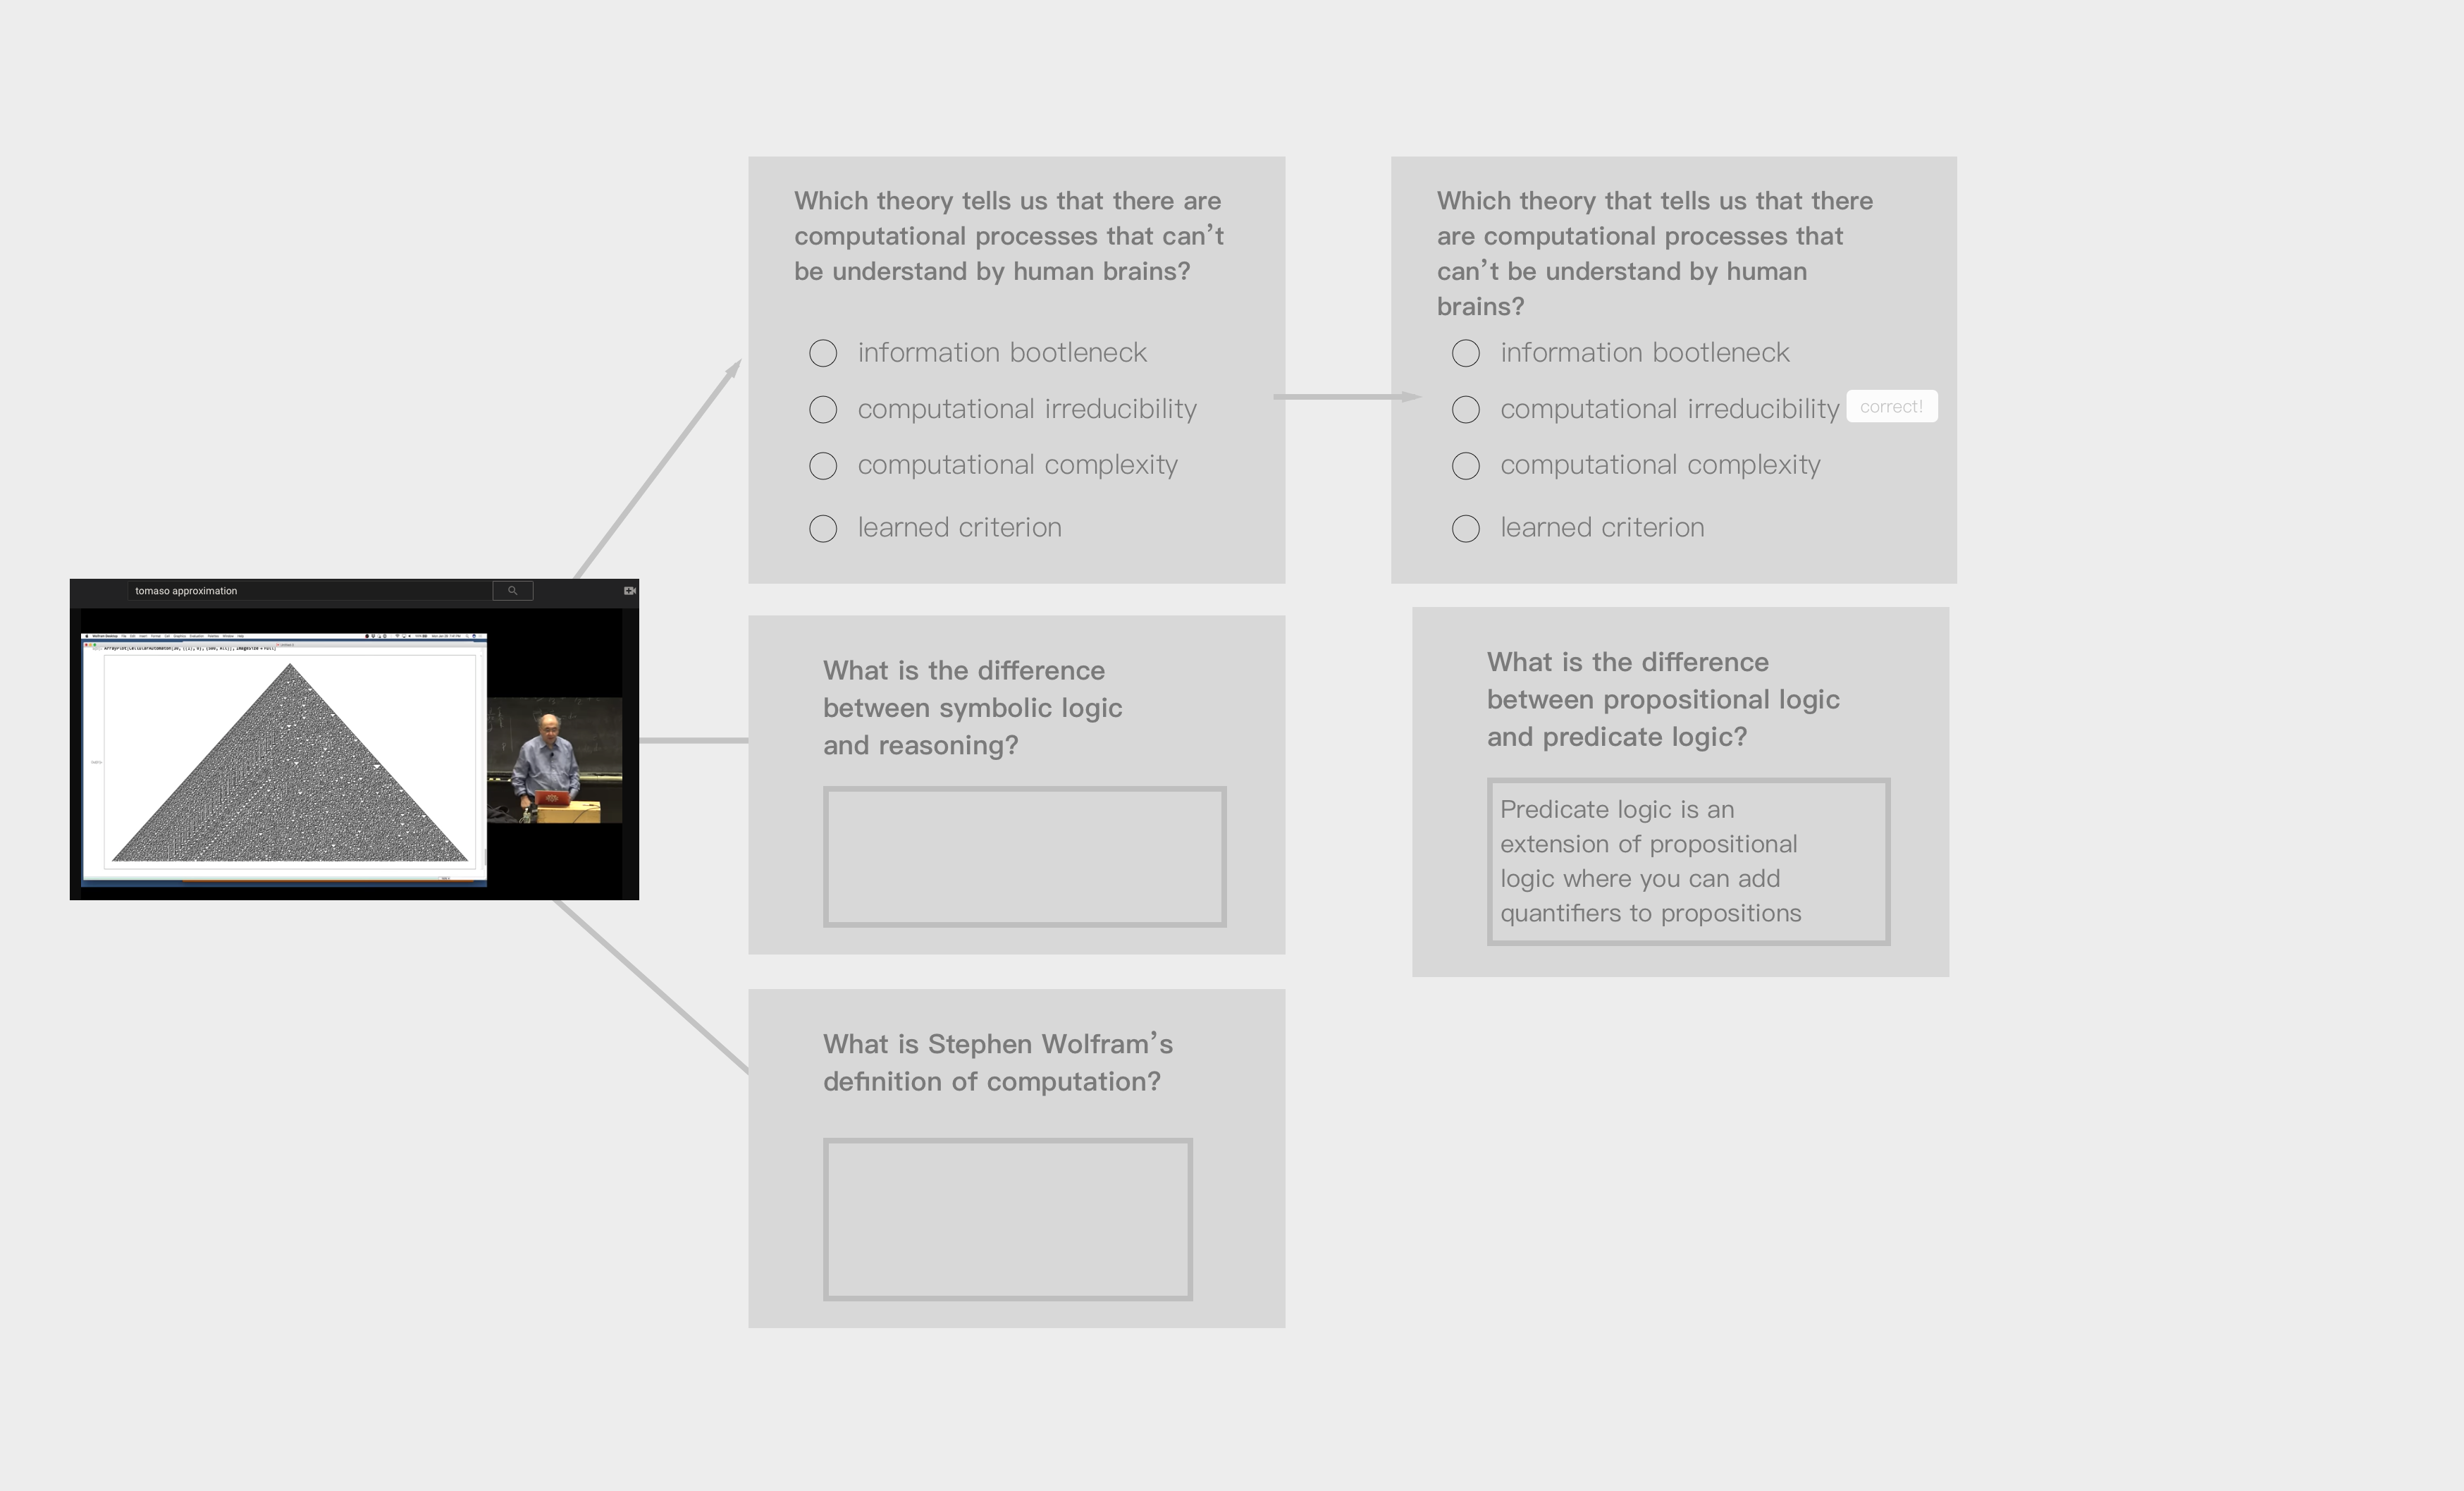 tomaso approximation
Which theory tells us that there are
computational processes that can’t
be understand by human brains?
information bootleneck
computational irreducibility
computational complexity
learned criterion
Which theory that tells us that there
are computational processes that
can’t be understand by human
brains?
information bootleneck
computational irreducibility
correct!
computational complexity
learned criterion
What is the difference
between symbolic logic
and reasoning?
What is the difference
between propositional logic
and predicate logic?
Predicate logic is an
extension of propositional
logic where you can add
quantifiers to propositions
What is Stephen Wolfram’s
definition of computation?